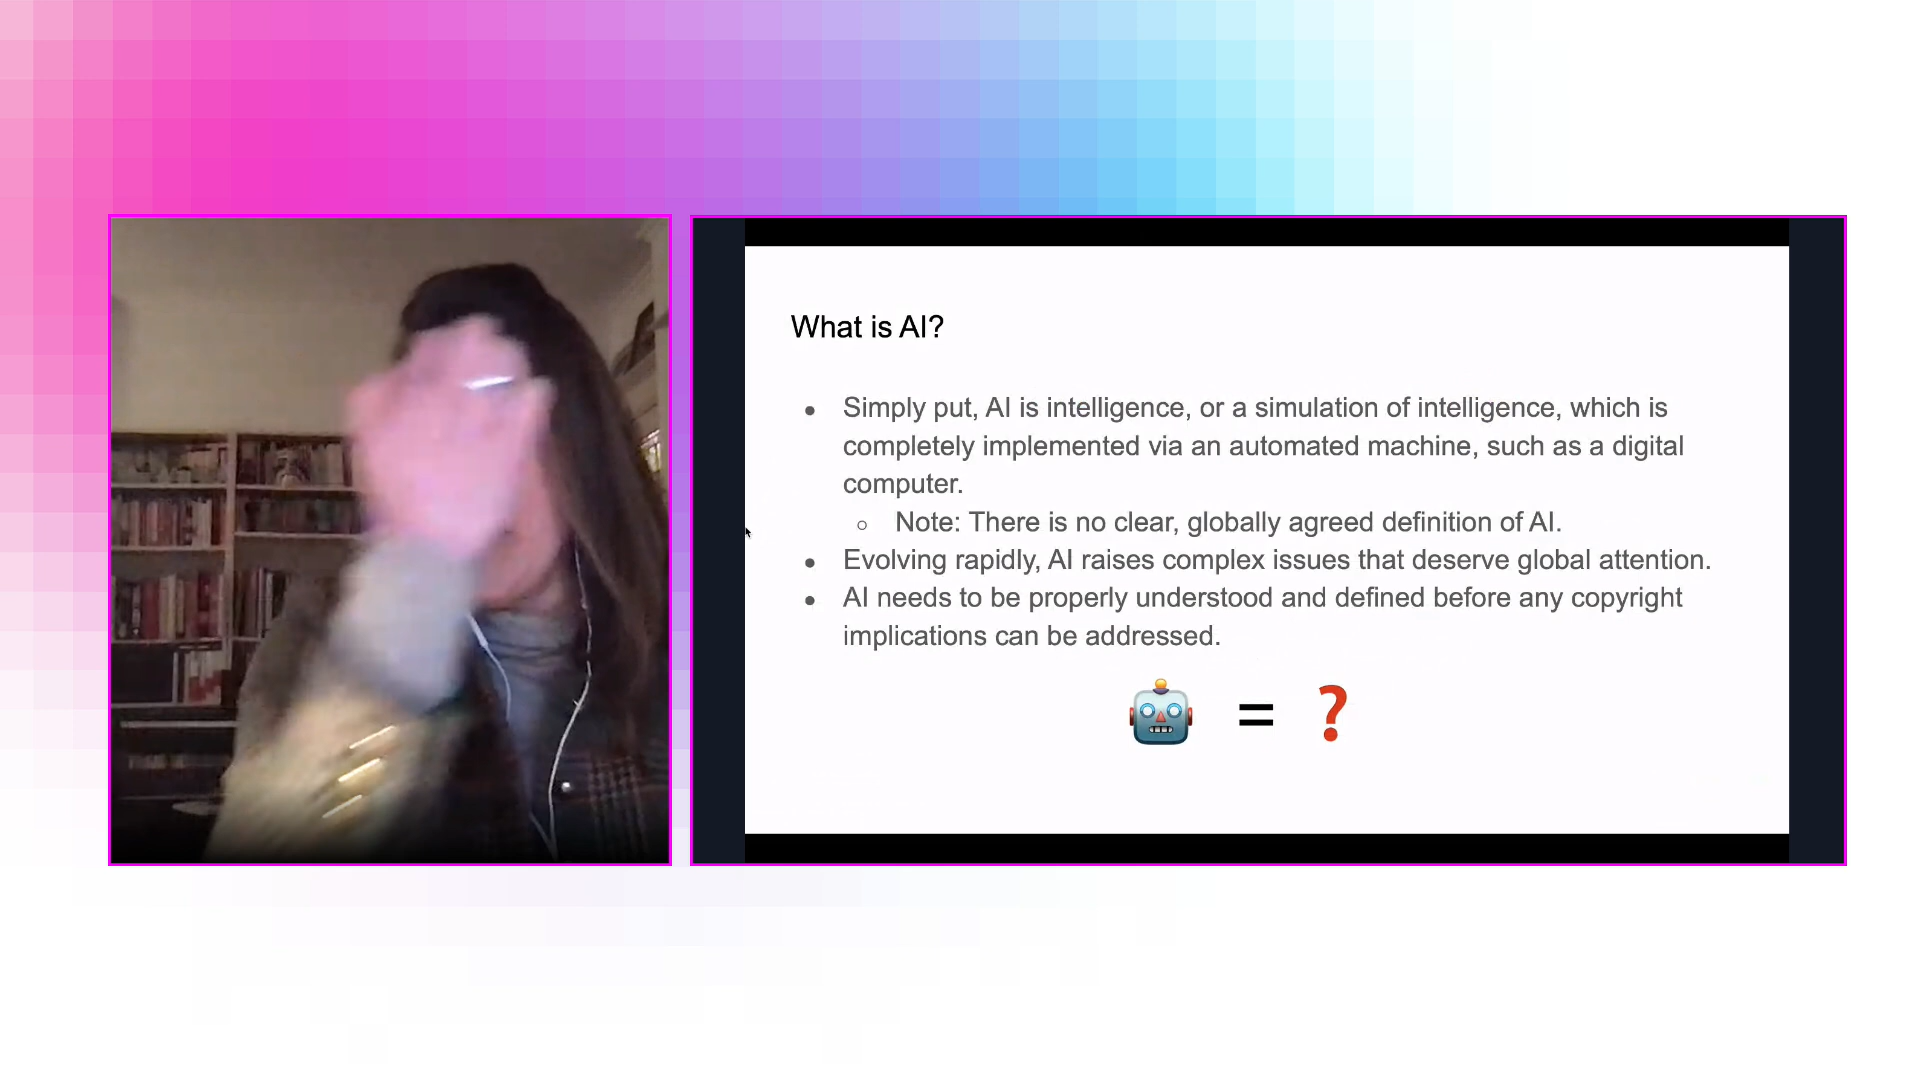 What is AI?
● Simply put, AI is intelligence, or a simulation of intelligence, which is
completely implemented via an automated machine, such as a digital
computer.
○ Note: There is no clear, globally agreed definition of AI.
● Evolving rapidly, AI raises complex issues that deserve global attention.
● AI needs to be properly understood and defined before any copyright
implications can be addressed.
= ❓